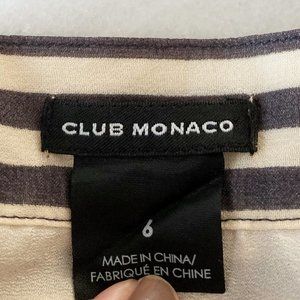 CLUB MONACO
6
MADE IN CHINA/
FABRIQUÉ EN CHINE